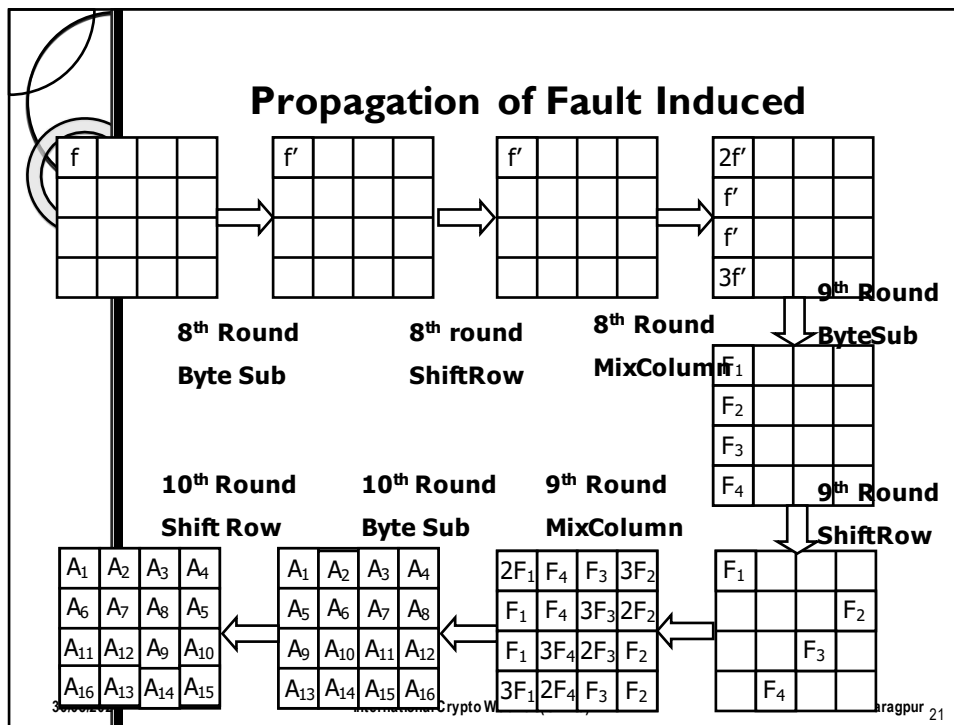 Propagation of Fault Induced
f f' f' 2f'
f'
f'
3f'
8th Round
Byte Sub
8th round
ShiftRow
8th Round
MixColumn
9th Round
ByteSub
F1
F2
F3
F4
9th Round
ShiftRow
10th Round
Shift Row
10th Round
Byte Sub
9th Round
MixColumn
A1 A2 A3 A4 A1 A2 A3 A4 2F1 F4 F3 3F2 F1
A6 A7 A8 A5 A5 A6 A7 A8 F1 F4 3F3 2F2 F2
A11 A12 A9 A10 A9 A10 A11 A12 F1 3F4 2F3 F2 F3
A16 A13 A14 A15 A13 A14 A15 A16 3F1 2F4 F3 F2 F4
International Crypto 21